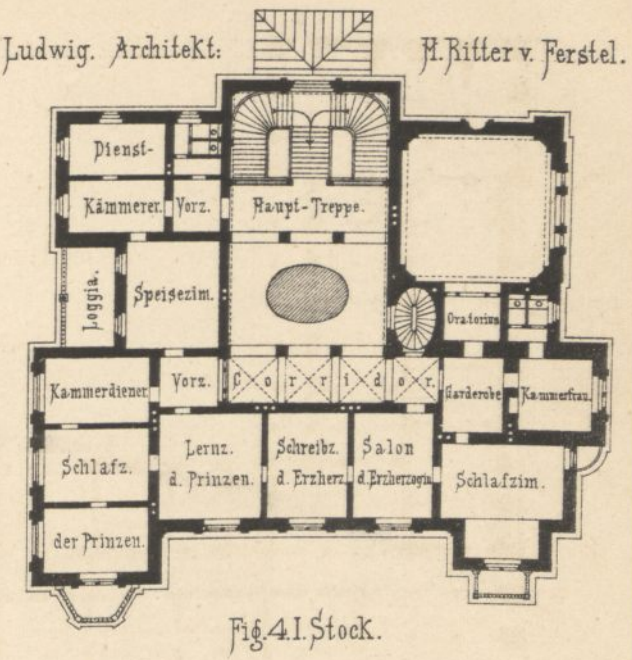 Ludwig. Architekt: H. Ritter v. Ferstel.
Dienst-
Kämmerer.
Vorz.
Haupt-Treppe.
Loggia.
Speisezim.
Oratorium
Kammerdiener.
Vorz.
Corridor.
Garderobe
Kammerfrau.
Schlafz.
Lernz.
d. Prinzen.
Schreibz.
d. Erzherz.
Salon
d. Erzherzogin
Schlafzim.
der Prinzen.
Fig. 4. I. Stock.